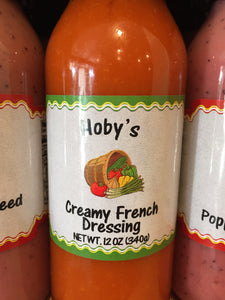 Hoby's
Creamy French
Dressing
NET WT. 12 OZ (340g)
eed
Pop